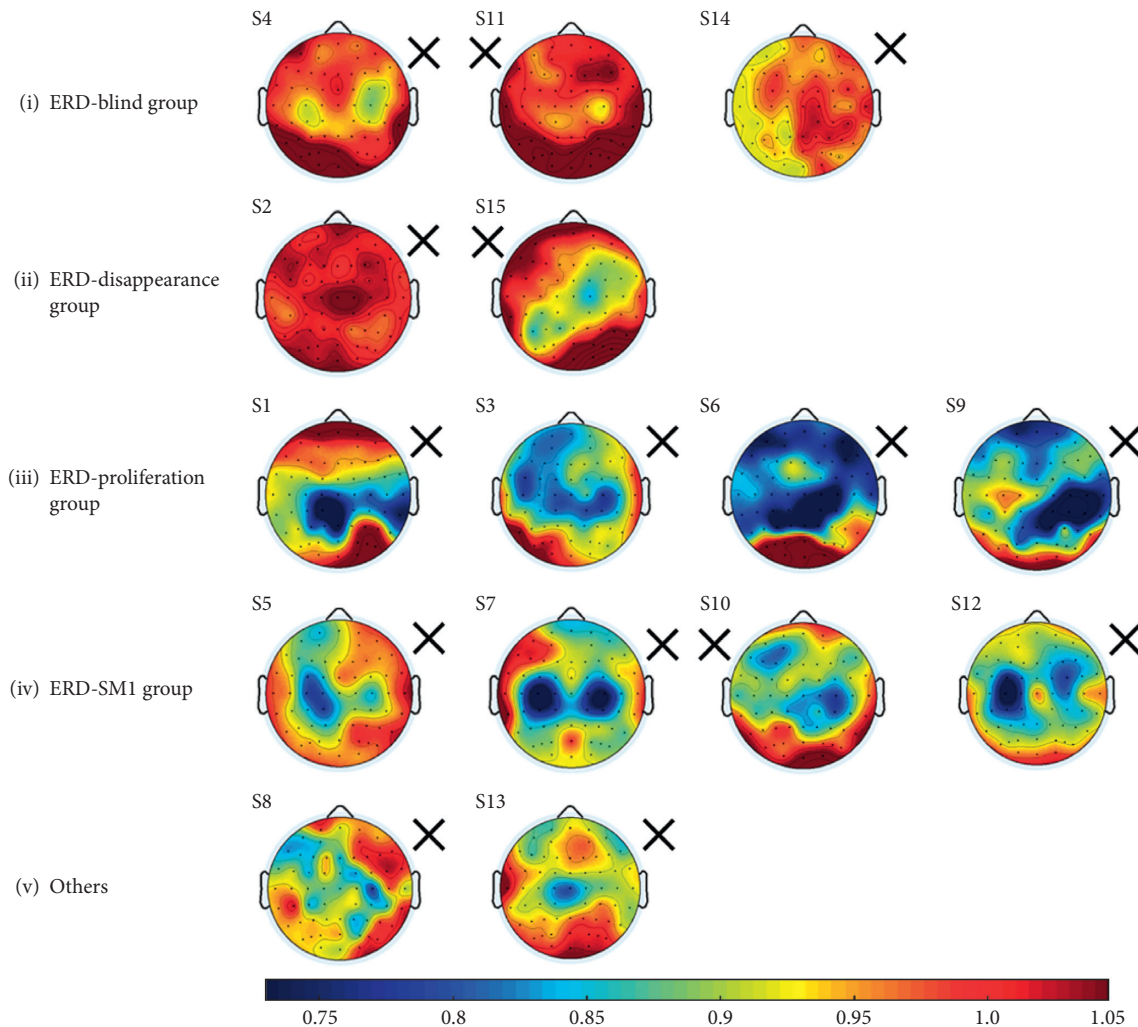 S4 S11 S14
(i) ERD-blind group
S2 S15
(ii) ERD-disappearance
group
S1 S3 S6 S9
(iii) ERD-proliferation
group
S5 S7 S10 S12
(iv) ERD-SM1 group
S8 S13
(v) Others
0.75 0.8 0.85 0.9 0.95 1.0 1.05